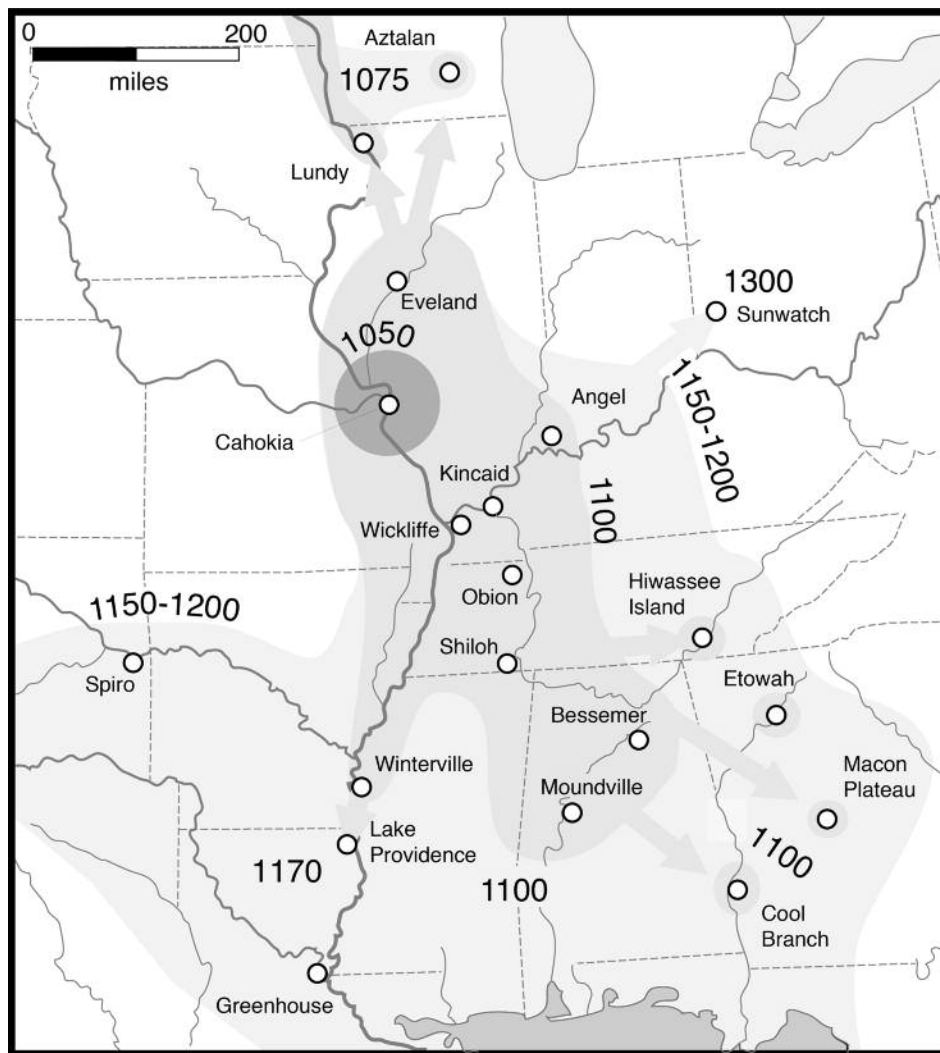 0
200
miles
Aztalan
1075
Lundy
Eveland
1050
1300
Sunwatch
Angel
1150-1200
Cahokia
Kincaid
1100
Wickliffe
Hiwassee
Island
Obion
1150-1200
Shiloh
Spiro
Etowah
Bessemer
Winterville
Moundville
Macon
Plateau
Lake
Providence
1170
1100
1100
Cool
Branch
Greenhouse